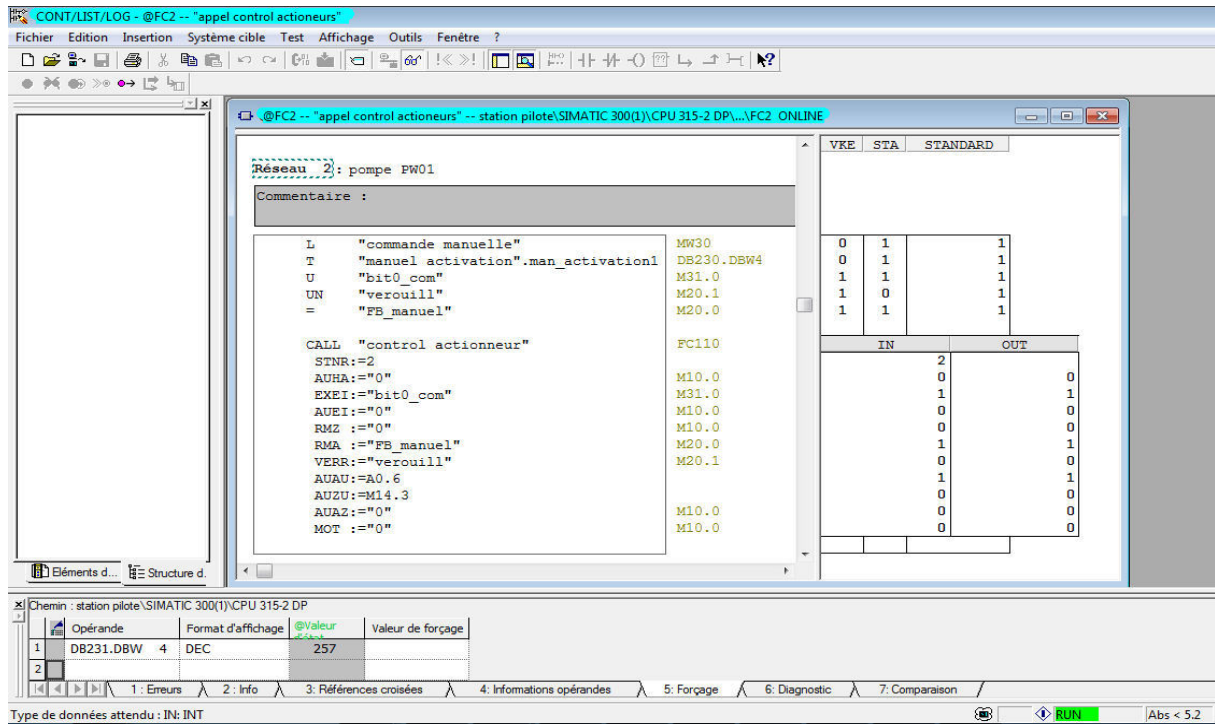 CONT/LIST/LOG - @FC2 -- "appel control actioneurs"
Fichier Edition Insertion Système cible Test Affichage Outils Fenêtre ?
.@FC2 -- "appel control actioneurs" -- station pilote\SIMATIC 300(1)\CPU 315-2 DP\...\FC2 ONLINE
VKE STA STANDARD
Réseau 2 : pompe PW01
Commentaire :
L "commande manuelle" MW30 0 1 1
T "manuel activation".man_activation1 DB230.DBW4 0 1 1
U "bit0_com" M31.0 1 1 1
UN "verouill" M20.1 1 0 1
= "FB_manuel" M20.0 1 1 1
CALL "control actionneur" FC110 IN OUT
STNR:=2 2
AUHA:="0" M10.0 0 0
EXEI:="bit0_com" M31.0 1 1
AUEI:="0" M10.0 0 0
RMZ :="0" M10.0 0 0
RMA :="FB_manuel" M20.0 1 1
VERR:="verouill" M20.1 0 0
AUAU:=A0.6 1 1
AUZU:=M14.3 0 0
AUAZ:="0" M10.0 0 0
MOT :="0" M10.0 0 0
Eléments d... Structure d.
Chemin : station pilote\SIMATIC 300(1)\CPU 315-2 DP
Opérande Format d'affichage @Valeur Valeur de forçage
1 DB231.DBW 4 DEC 257
2
1 : Erreurs 2 : Info 3: Références croisées 4: Informations opérandes 5: Forçage 6: Diagnostic 7: Comparaison
Type de données attendu : IN: INT RUN Abs < 5.2